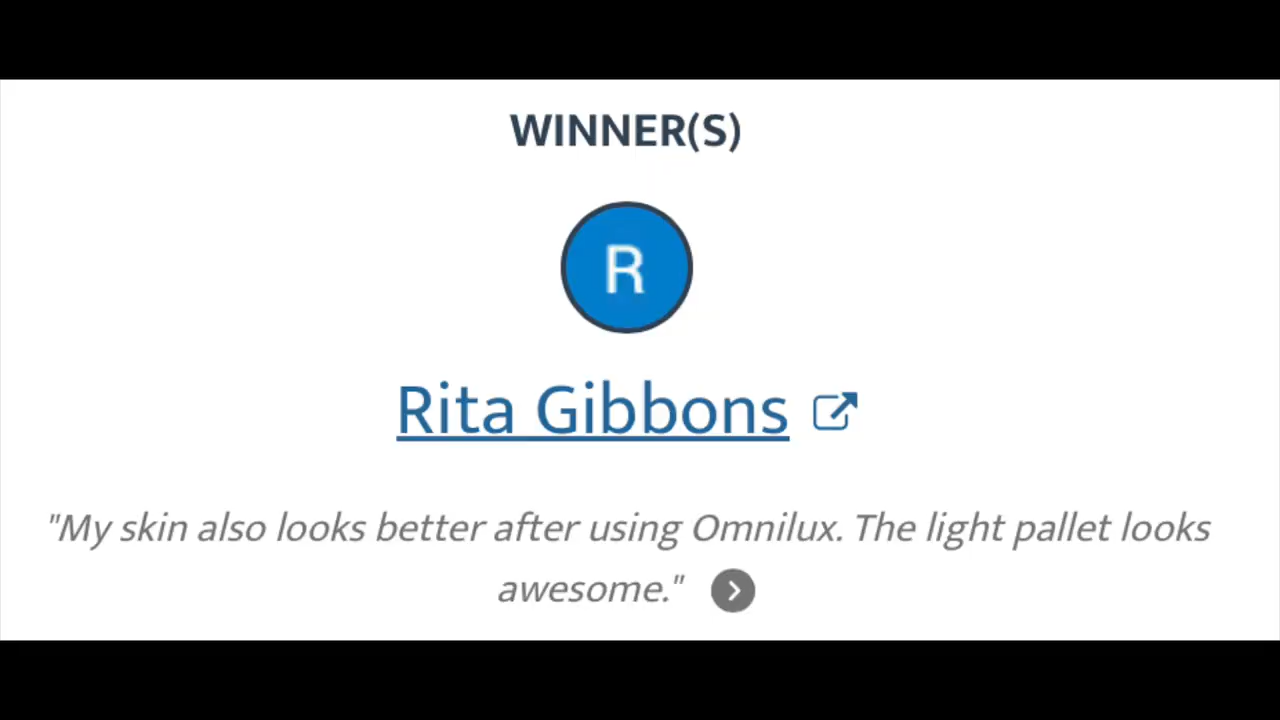 WINNER(S)
R
Rita Gibbons
"My skin also looks better after using Omnilux. The light pallet looks
awesome."